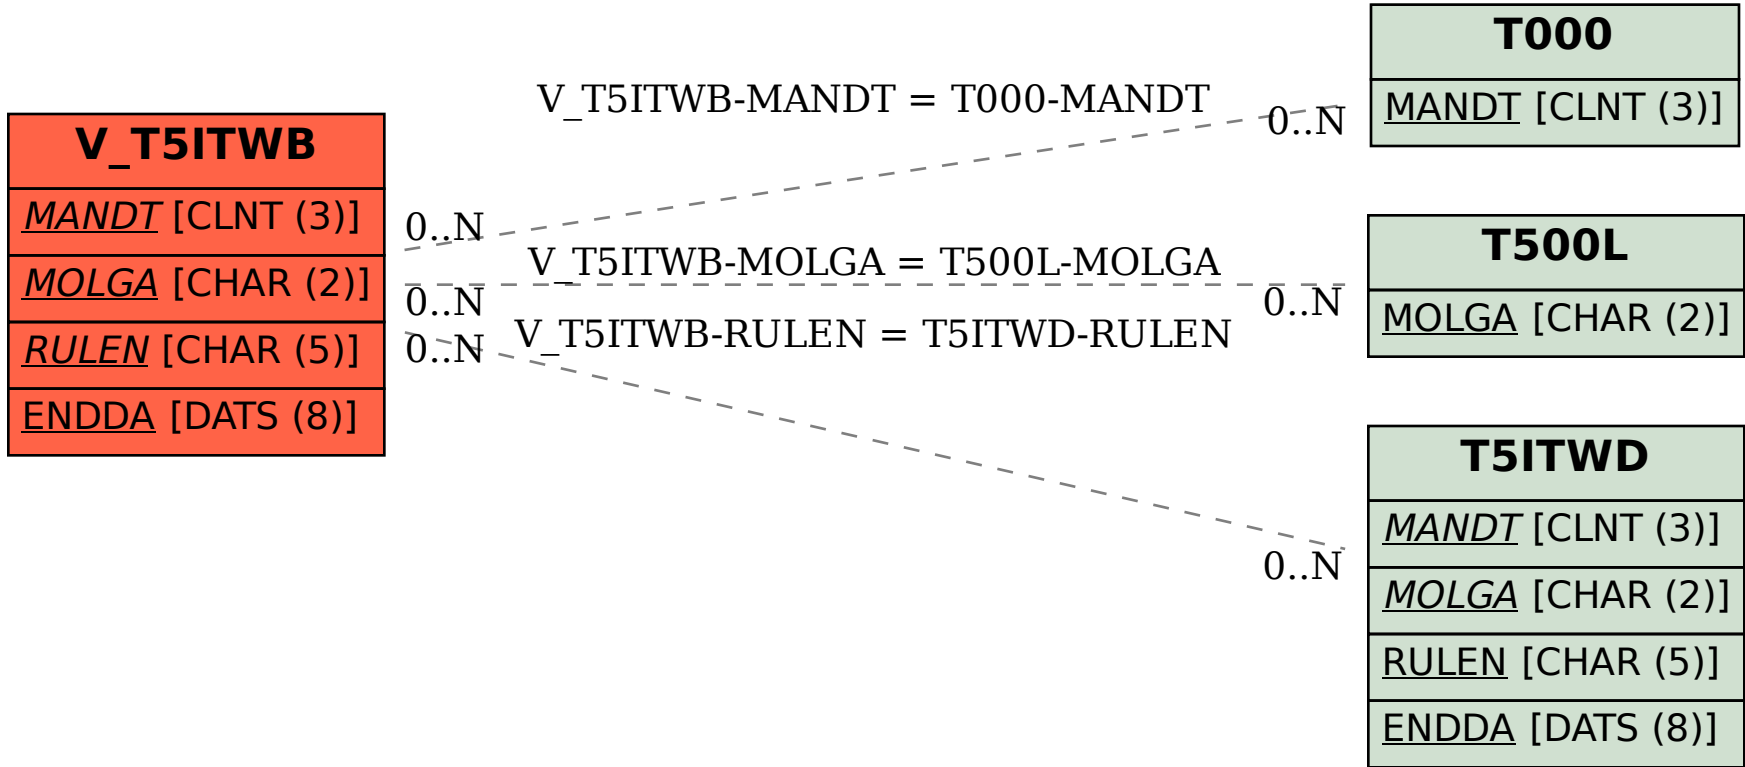 V_T5ITWB
MANDT [CLNT (3)]
MOLGA [CHAR (2)]
RULEN [CHAR (5)]
ENDDA [DATS (8)]
V_T5ITWB-MANDT = T000-MANDT
0..N
0..N
V_T5ITWB-MOLGA = T500L-MOLGA
0..N
0..N
V_T5ITWB-RULEN = T5ITWD-RULEN
0..N
0..N
T000
MANDT [CLNT (3)]
T500L
MOLGA [CHAR (2)]
T5ITWD
MANDT [CLNT (3)]
MOLGA [CHAR (2)]
RULEN [CHAR (5)]
ENDDA [DATS (8)]